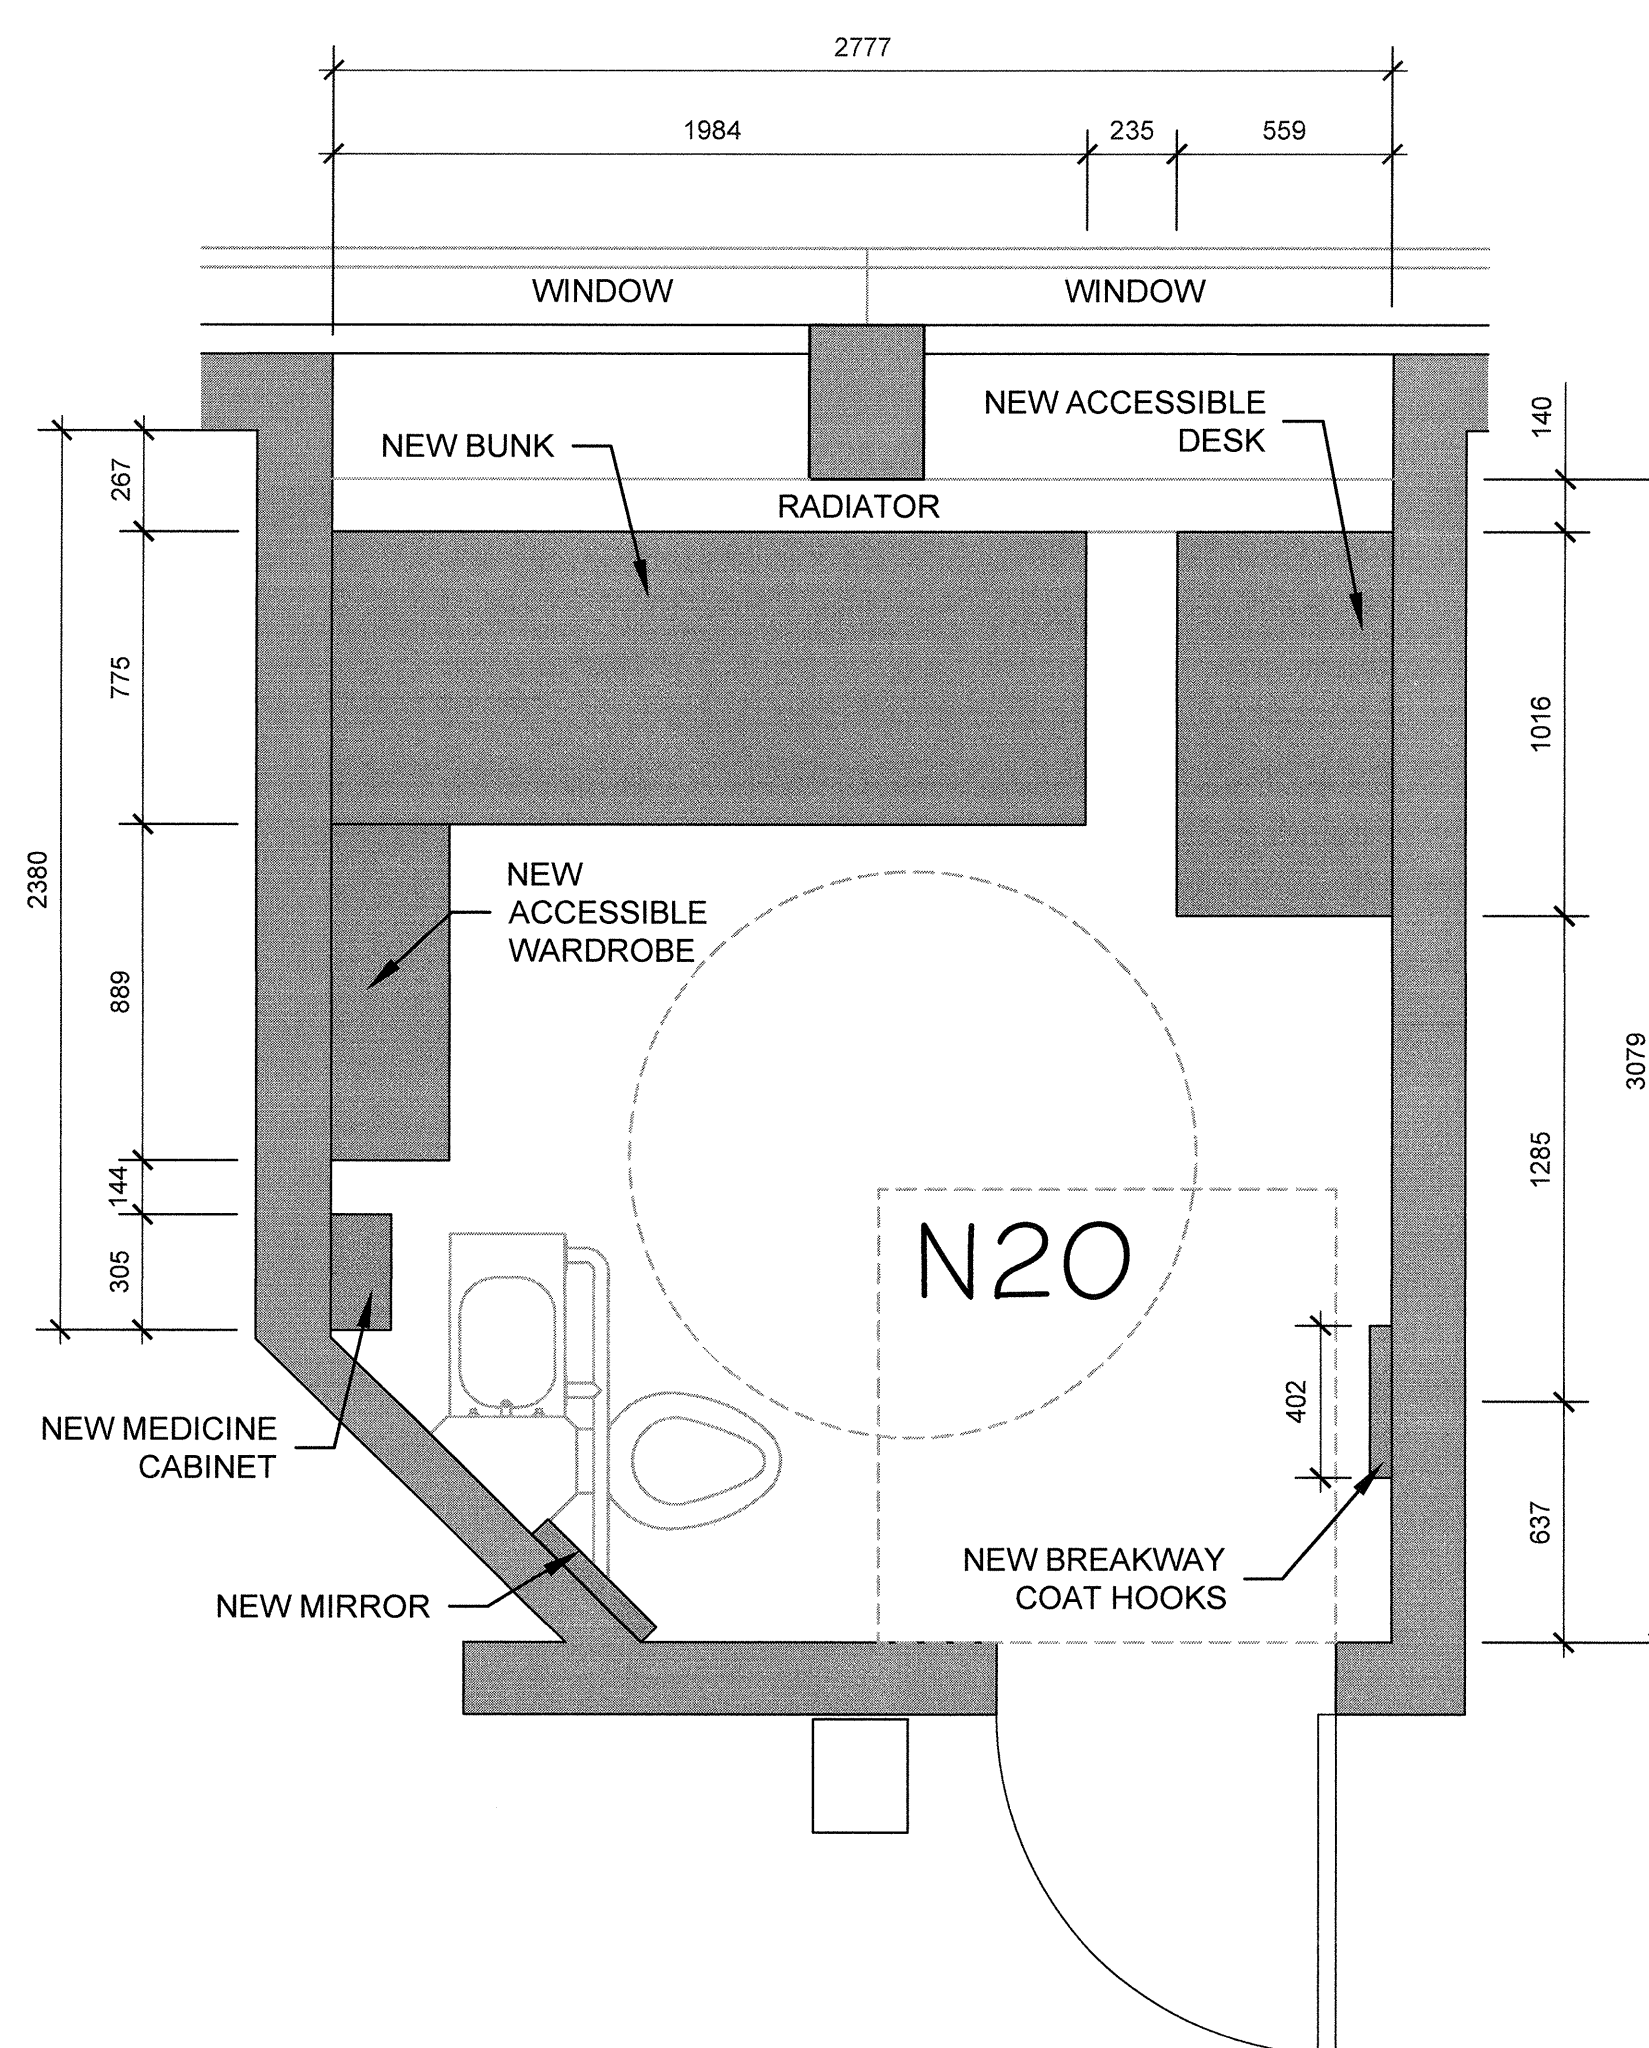 2777
1984
235
559
WINDOW
WINDOW
NEW ACCESSIBLE
DESK
NEW BUNK
140
267
RADIATOR
775
1016
2380
NEW
ACCESSIBLE
WARDROBE
889
3079
1285
144
305
N20
402
NEW MEDICINE
CABINET
637
NEW BREAKWAY
COAT HOOKS
NEW MIRROR